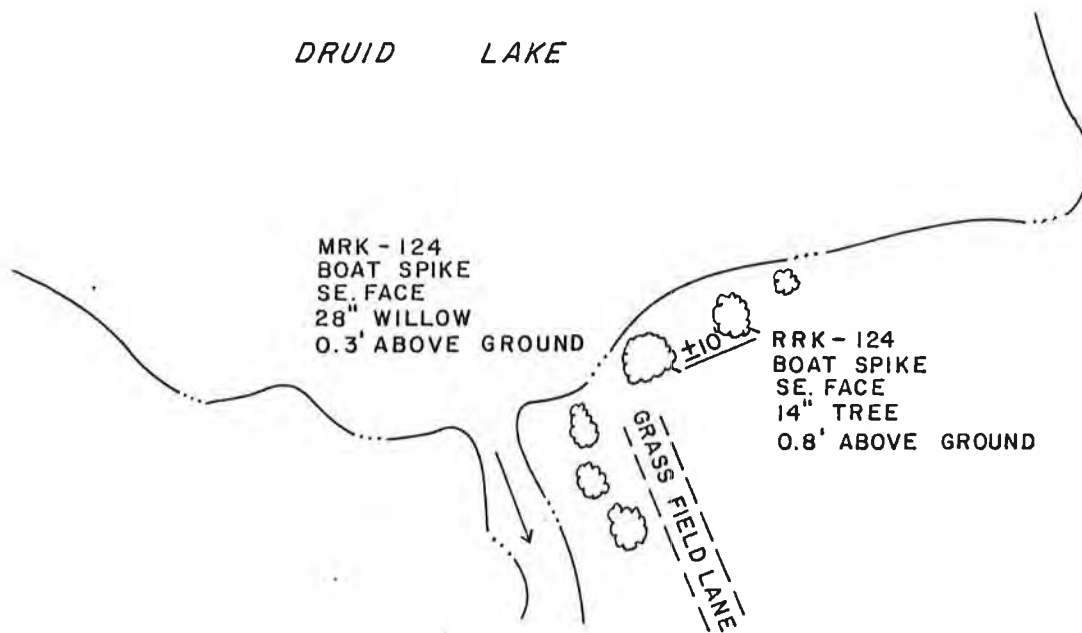 DRUID LAKE
MRK-124
BOAT SPIKE
SE. FACE
28" WILLOW
0.3' ABOVE GROUND
±10'
RRK-124
BOAT SPIKE
SE. FACE
14" TREE
0.8' ABOVE GROUND
GRASS FIELD LANE